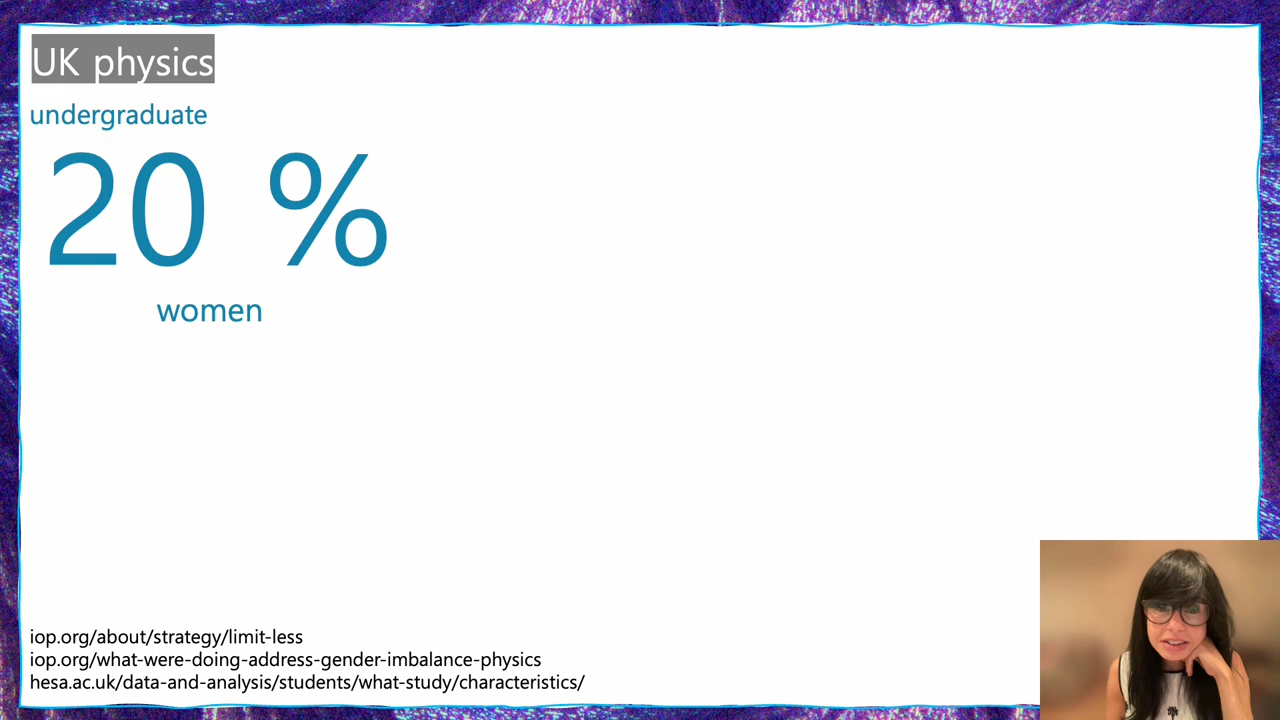 UK physics
undergraduate
20 %
women
iop.org/about/strategy/limit-less
iop.org/what-were-doing-address-gender-imbalance-physics
hesa.ac.uk/data-and-analysis/students/what-study/characteristics/